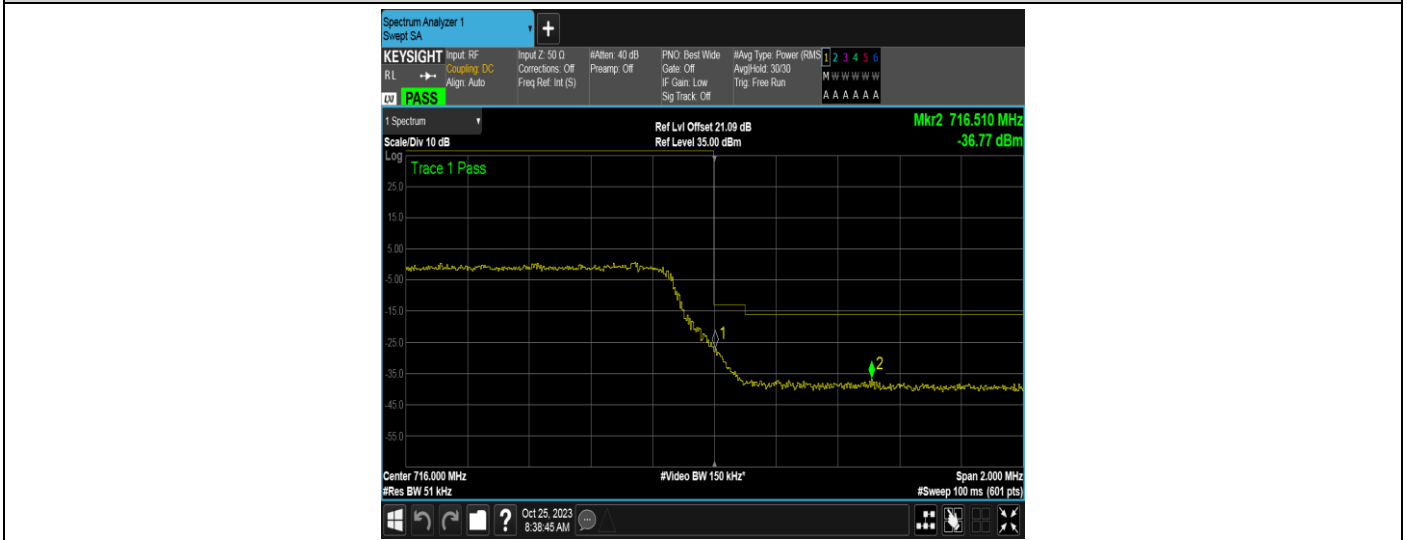 Spectrum Analyzer 1
Swept SA
+
KEYSIGHT
RL
LXI PASS
Input: RF
Coupling: DC
Align: Auto
Input Z: 50 Ω
Corrections: Off
Freq Ref: Int (S)
#Atten: 40 dB
Preamp: Off
PNO: Best Wide
Gate: Off
IF Gain: Low
Sig Track: Off
#Avg Type: Power (RMS
Avg|Hold: 30/30
Trig: Free Run
1 2 3 4 5 6
M W W W W W
A A A A A A
1 Spectrum
Scale/Div 10 dB
Ref Lvl Offset 21.09 dB
Ref Level 35.00 dBm
Mkr2 716.510 MHz
-36.77 dBm
Log
Trace 1 Pass
25.0
15.0
5.00
-5.00
-15.0
-25.0
-35.0
-45.0
-55.0
1
2
Center 716.000 MHz
#Res BW 51 kHz
#Video BW 150 kHz*
Span 2.000 MHz
#Sweep 100 ms (601 pts)
?
Oct 25, 2023
8:38:45 AM